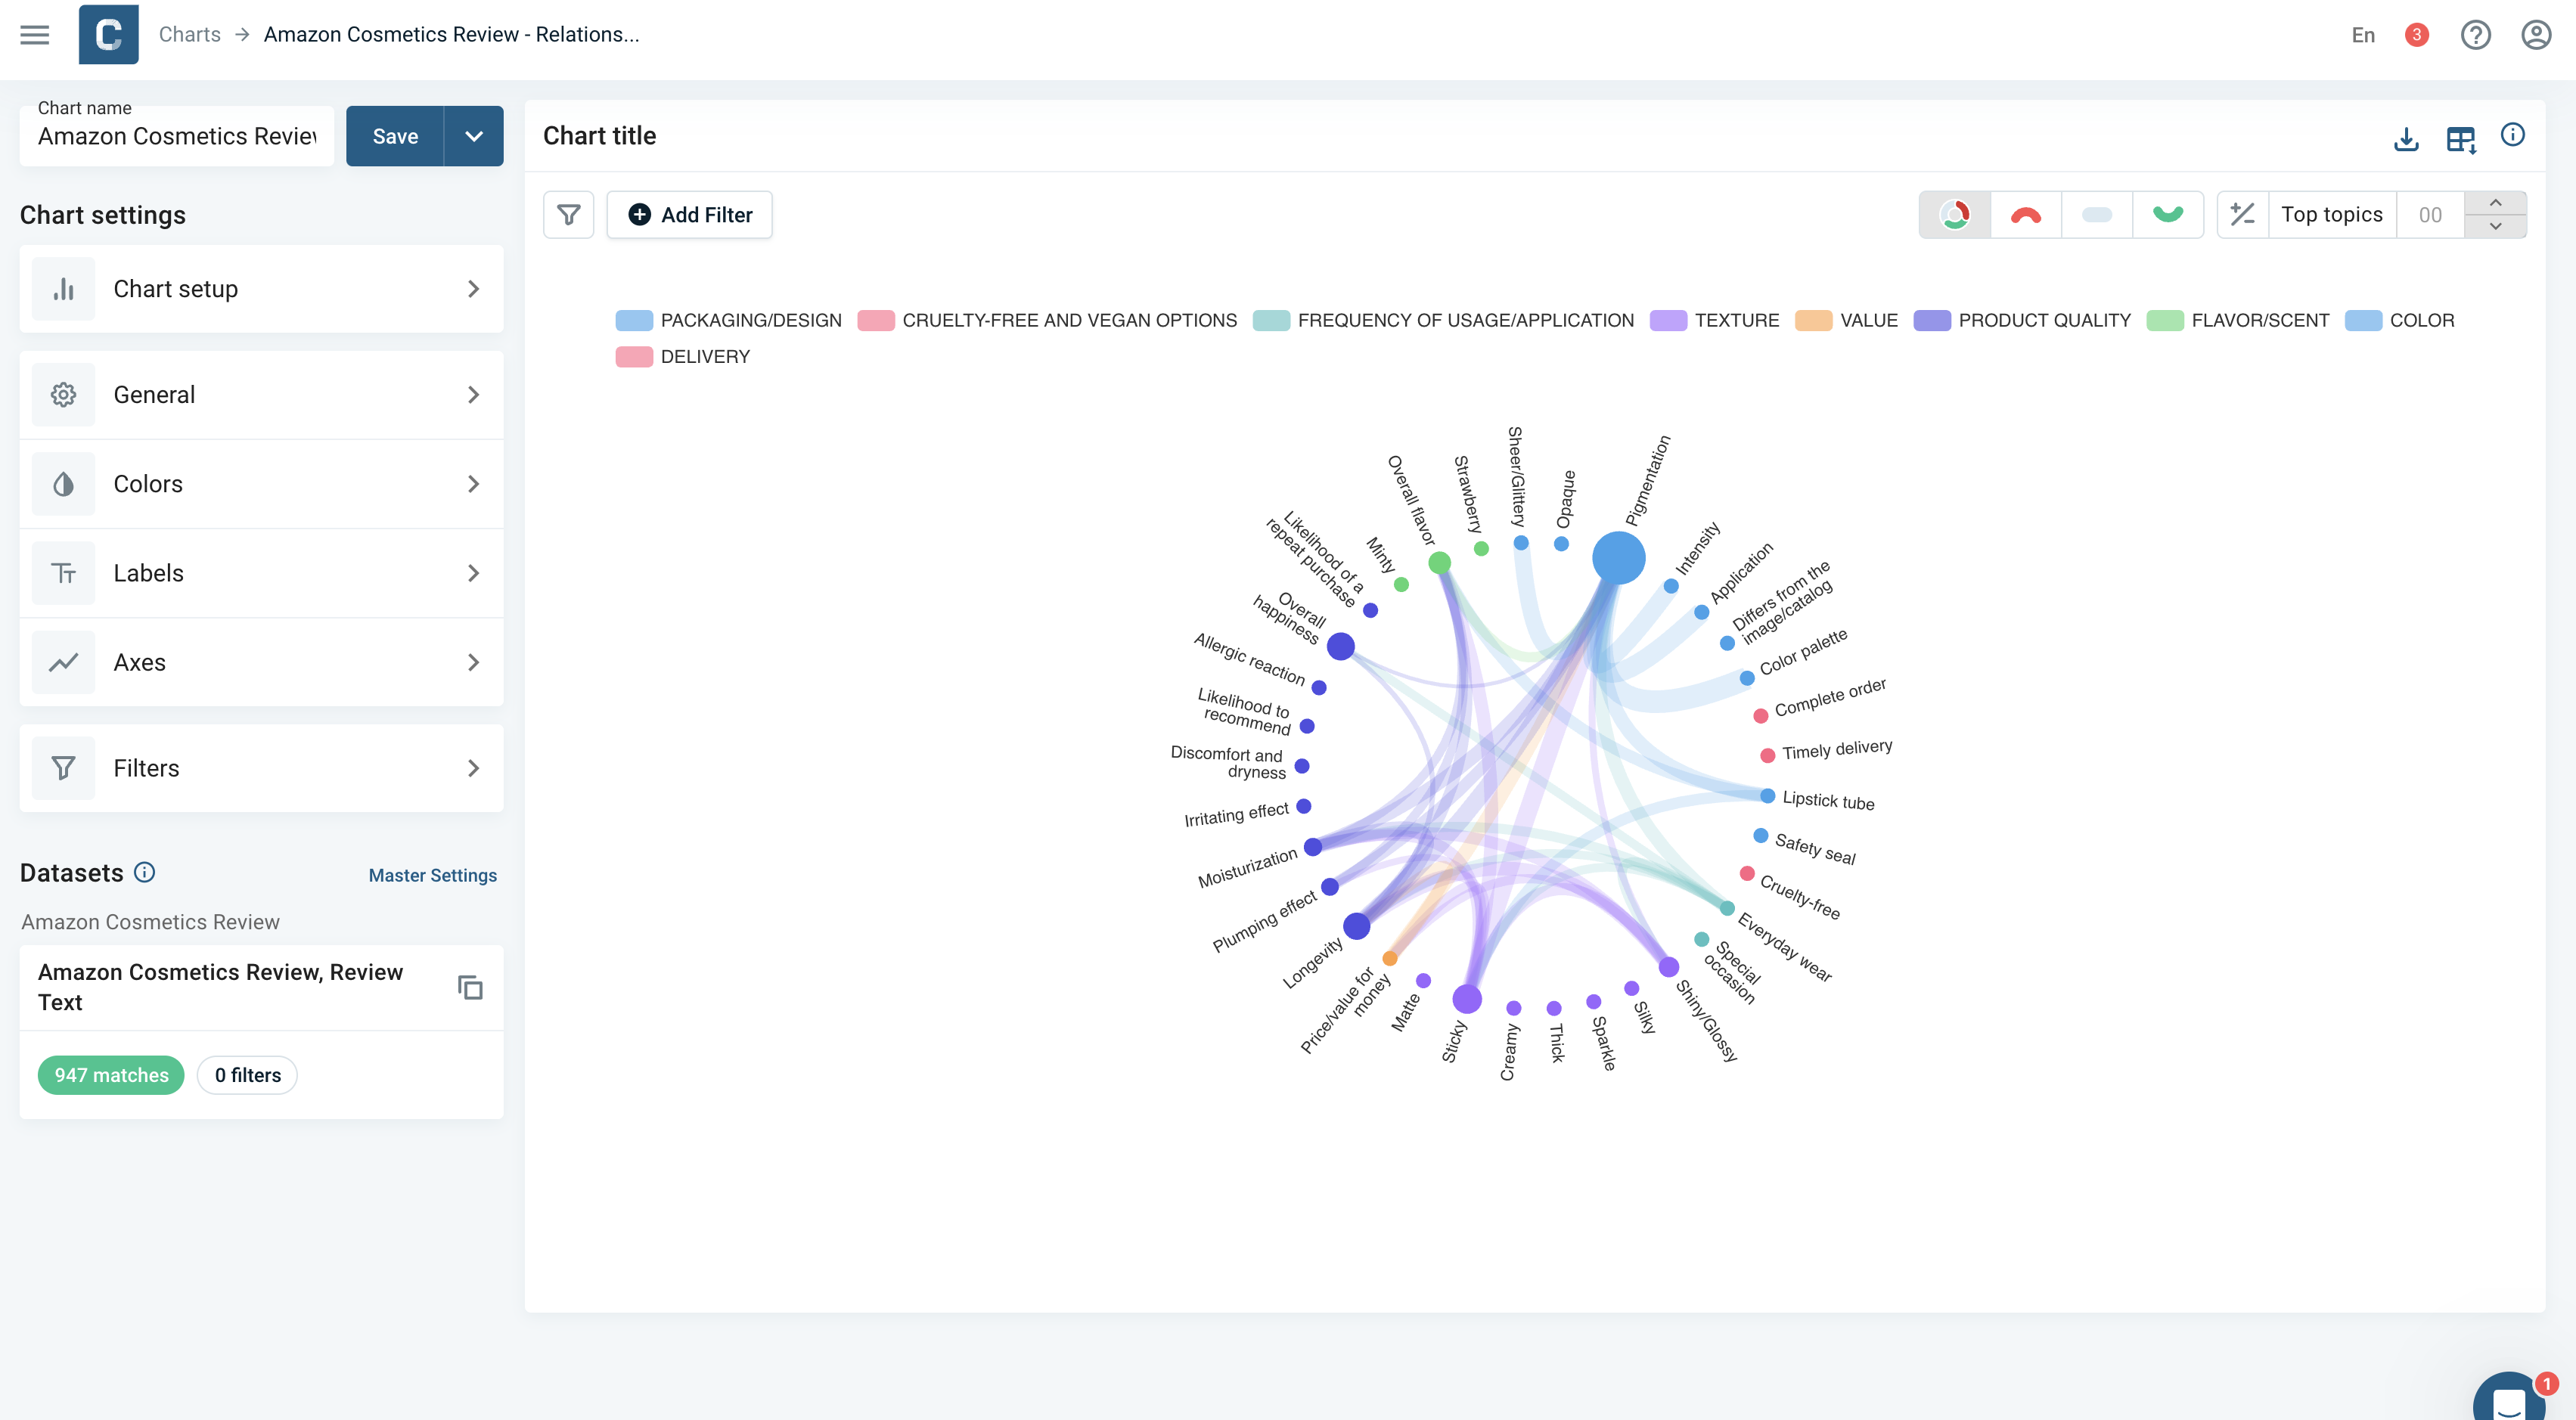 C
Charts → Amazon Cosmetics Review - Relations...
En
3
Chart name
Amazon Cosmetics Review
Save
Chart settings
Chart setup
General
Colors
Labels
Axes
Filters
Datasets
Master Settings
Amazon Cosmetics Review
Amazon Cosmetics Review, Review
Text
947 matches
0 filters
Chart title
Add Filter
Top topics
00
PACKAGING/DESIGN
CRUELTY-FREE AND VEGAN OPTIONS
FREQUENCY OF USAGE/APPLICATION
TEXTURE
VALUE
PRODUCT QUALITY
FLAVOR/SCENT
COLOR
DELIVERY
Pigmentation
Intensity
Application
Differs from the
image/catalog
Color palette
Complete order
Timely delivery
Lipstick tube
Safety seal
Cruelty-free
Everyday wear
Special
occasion
Shiny/Glossy
Silky
Sparkle
Thick
Creamy
Sticky
Matte
Price/value for
money
Longevity
Plumping effect
Moisturization
Irritating effect
Discomfort and
dryness
Likelihood to
recommend
Allergic reaction
Overall
happiness
Likelihood of a
repeat purchase
Minty
Overall flavor
Strawberry
Sheer/Glittery
Opaque
1